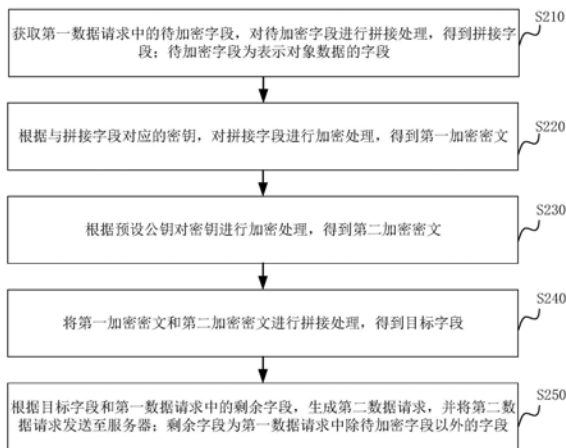 S210
获取第一数据请求中的待加密字段，对待加密字段进行拼接处理，得到拼接字
段；待加密字段为表示对象数据的字段
S220
根据与拼接字段对应的密钥，对拼接字段进行加密处理，得到第一加密密文
S230
根据预设公钥对密钥进行加密处理，得到第二加密密文
S240
将第一加密密文和第二加密密文进行拼接处理，得到目标字段
S250
根据目标字段和第一数据请求中的剩余字段，生成第二数据请求，并将第二数
据请求发送至服务器；剩余字段为第一数据请求中除待加密字段以外的字段